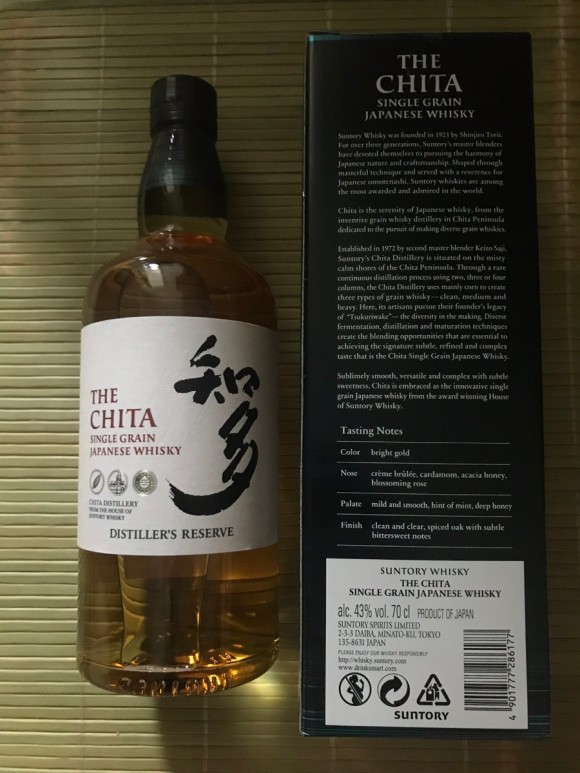 知多
THE
CHITA
SINGLE GRAIN
JAPANESE WHISKY
CHITA DISTILLERY
FROM THE HOUSE OF
SUNTORY WHISKY
DISTILLER'S RESERVE
THE
CHITA
SINGLE GRAIN
JAPANESE WHISKY
Suntory Whisky was founded in 1923 by Shinjiro Torii.
For over three generations, Suntory's master blenders
have devoted themselves to pursuing the harmony of
Japanese nature and craftsmanship. Shaped through
masterful technique and served with a reverence for
Japanese omotenashi, Suntory whiskies are among
the most awarded and admired in the world.
Chita is the serenity of Japanese whisky, from the
inventive grain whisky distillery in Chita Peninsula
dedicated to the pursuit of making diverse grain whiskies.
Established in 1972 by second master blender Keizo Saji,
Suntory's Chita Distillery is situated on the misty
calm shores of the Chita Peninsula. Through a rare
continuous distillation process using two, three or four
columns, the Chita Distillery uses mainly corn to create
three types of grain whisky—clean, medium and
heavy. Here, its artisans pursue their founder's legacy
of "Tsukuriwake"— the diversity in the making. Diverse
fermentation, distillation and maturation techniques
create the blending opportunities that are essential to
achieving the signature subtle, refined and complex
taste that is the Chita Single Grain Japanese Whisky.
Sublimely smooth, versatile and complex with subtle
sweetness, Chita is embraced as the innovative single
grain Japanese whisky from the award winning House
of Suntory Whisky.
Tasting Notes
Color bright gold
Nose crème brûlée, cardamom, acacia honey,
blossoming rose
Palate mild and smooth, hint of mint, deep honey
Finish clean and clear, spiced oak with subtle
bittersweet notes
SUNTORY WHISKY
THE CHITA
SINGLE GRAIN JAPANESE WHISKY
alc. 43% vol. 70 cl PRODUCT OF JAPAN
SUNTORY SPIRITS LIMITED
2-3-3 DAIBA, MINATO-KU, TOKYO
135-8631 JAPAN
PLEASE ENJOY OUR WHISKY RESPONSIBLY
http://whisky.suntory.com
www.drinksmart.com
SUNTORY
4 901777 286177